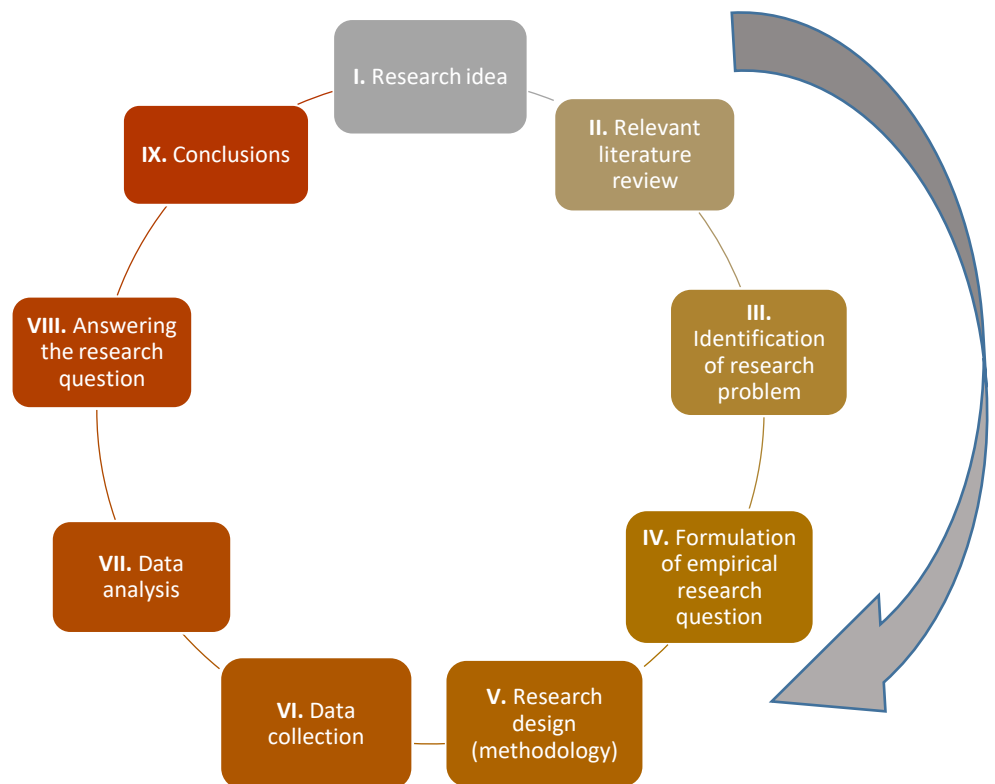 I. Research idea
II. Relevant
literature
review
III.
Identification
of research
problem
IV. Formulation
of empirical
research
question
V. Research
design
(methodology)
VI. Data
collection
VII. Data
analysis
VIII. Answering
the research
question
IX. Conclusions